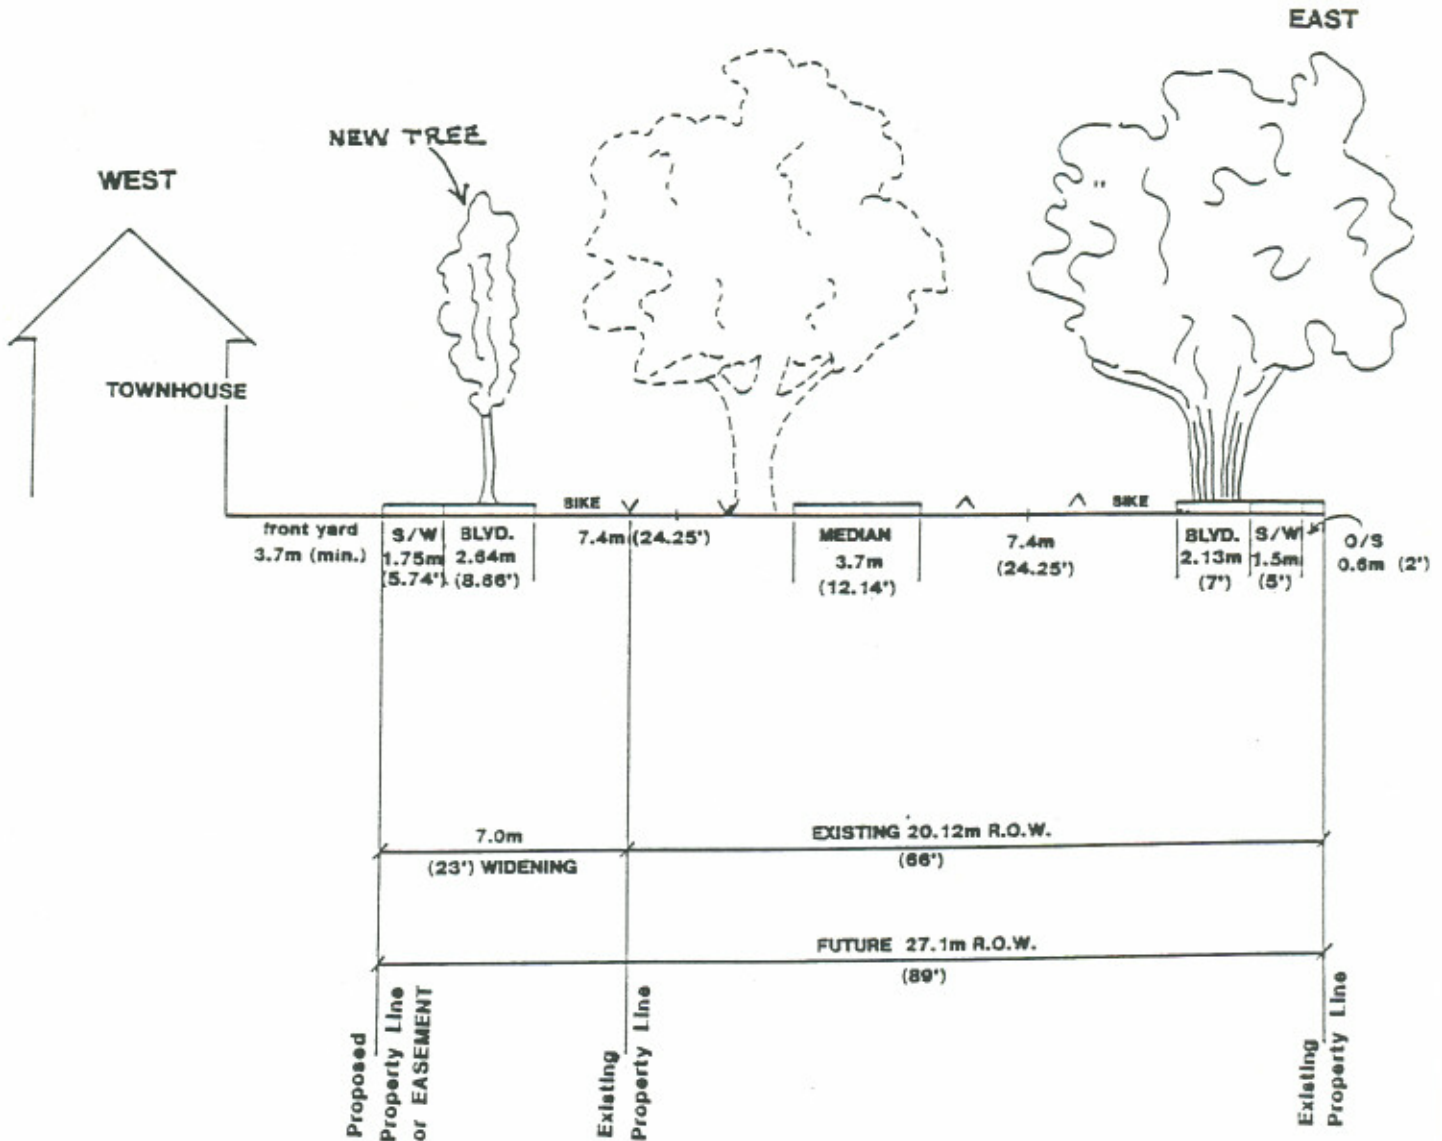 EAST
NEW TREE
WEST
TOWNHOUSE
BIKE
BIKE
front yard
3.7m (min.)
S/W
1.75m
(5.74')
BLVD.
2.64m
(8.66')
7.4m (24.25')
MEDIAN
3.7m
(12.14')
7.4m
(24.25')
BLVD.
2.13m
(7')
S/W
1.5m
(5')
O/S
0.6m (2')
7.0m
(23') WIDENING
EXISTING 20.12m R.O.W.
(66')
FUTURE 27.1m R.O.W.
(89')
Proposed
Property Line
or EASEMENT
Existing
Property Line
Existing
Property Line